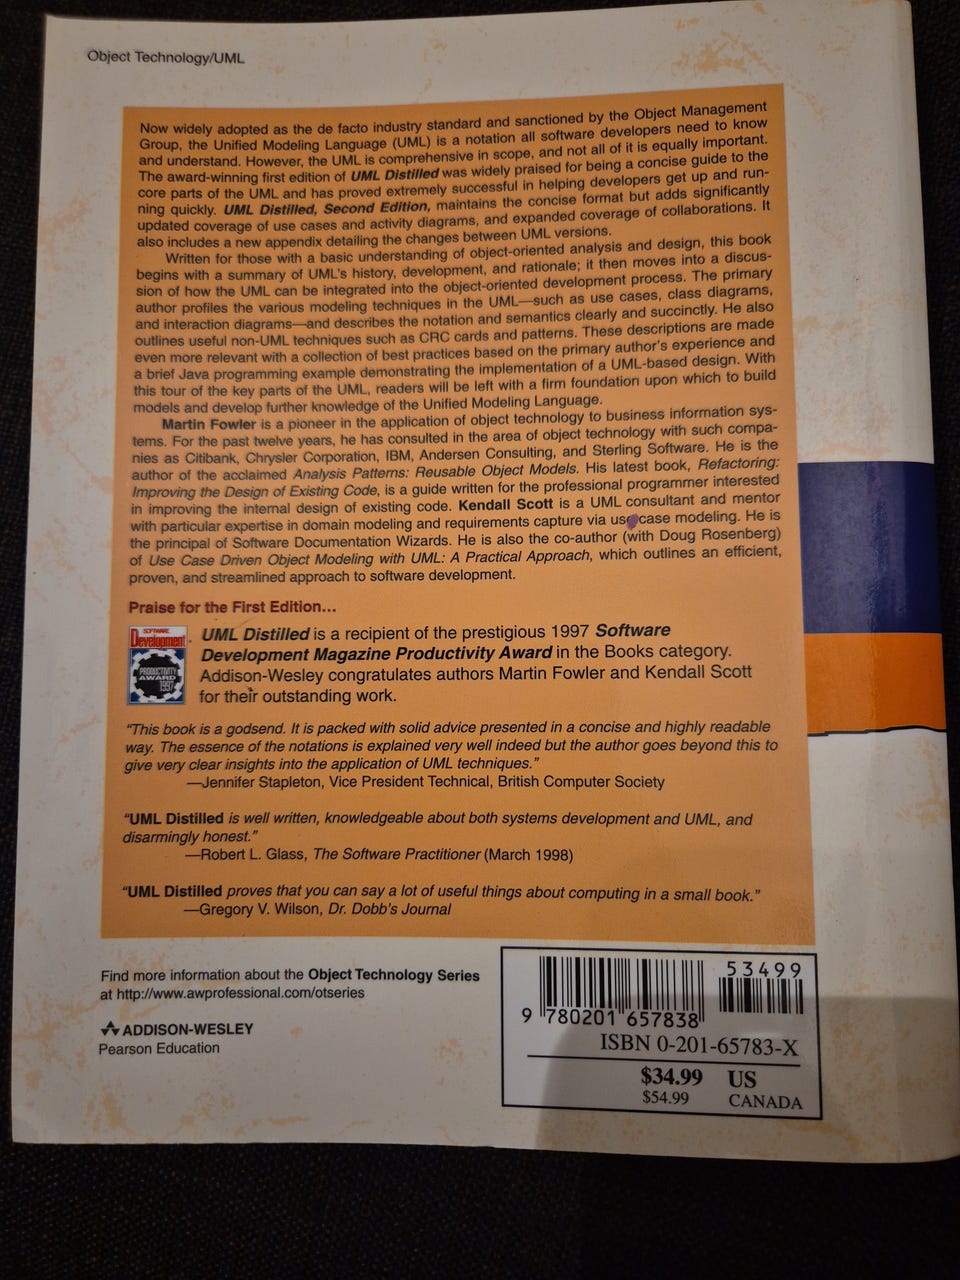 Object Technology/UML
Now widely adopted as the de facto industry standard and sanctioned by the Object Management
Group, the Unified Modeling Language (UML) is a notation all software developers need to know
and understand. However, the UML is comprehensive in scope, and not all of it is equally important.
The award-winning first edition of UML Distilled was widely praised for being a concise guide to the
core parts of the UML and has proved extremely successful in helping developers get up and run-
ning quickly. UML Distilled, Second Edition, maintains the concise format but adds significantly
updated coverage of use cases and activity diagrams, and expanded coverage of collaborations. It
also includes a new appendix detailing the changes between UML versions.
Written for those with a basic understanding of object-oriented analysis and design, this book
begins with a summary of UML's history, development, and rationale; it then moves into a discus-
sion of how the UML can be integrated into the object-oriented development process. The primary
author profiles the various modeling techniques in the UML—such as use cases, class diagrams,
and interaction diagrams—and describes the notation and semantics clearly and succinctly. He also
outlines useful non-UML techniques such as CRC cards and patterns. These descriptions are made
even more relevant with a collection of best practices based on the primary author's experience and
a brief Java programming example demonstrating the implementation of a UML-based design. With
this tour of the key parts of the UML, readers will be left with a firm foundation upon which to build
models and develop further knowledge of the Unified Modeling Language.
Martin Fowler is a pioneer in the application of object technology to business information sys-
tems. For the past twelve years, he has consulted in the area of object technology with such compa-
nies as Citibank, Chrysler Corporation, IBM, Andersen Consulting, and Sterling Software. He is the
author of the acclaimed Analysis Patterns: Reusable Object Models. His latest book, Refactoring:
Improving the Design of Existing Code, is a guide written for the professional programmer interested
in improving the internal design of existing code. Kendall Scott is a UML consultant and mentor
with particular expertise in domain modeling and requirements capture via use case modeling. He is
the principal of Software Documentation Wizards. He is also the co-author (with Doug Rosenberg)
of Use Case Driven Object Modeling with UML: A Practical Approach, which outlines an efficient,
proven, and streamlined approach to software development.
Praise for the First Edition...
SOFTWARE
Development
PRODUCTIVITY
AWARD
1997
UML Distilled is a recipient of the prestigious 1997 Software
Development Magazine Productivity Award in the Books category.
Addison-Wesley congratulates authors Martin Fowler and Kendall Scott
for their outstanding work.
"This book is a godsend. It is packed with solid advice presented in a concise and highly readable
way. The essence of the notations is explained very well indeed but the author goes beyond this to
give very clear insights into the application of UML techniques."
—Jennifer Stapleton, Vice President Technical, British Computer Society
"UML Distilled is well written, knowledgeable about both systems development and UML, and
disarmingly honest."
—Robert L. Glass, The Software Practitioner (March 1998)
"UML Distilled proves that you can say a lot of useful things about computing in a small book."
—Gregory V. Wilson, Dr. Dobb's Journal
Find more information about the Object Technology Series
at http://www.awprofessional.com/otseries
ADDISON-WESLEY
Pearson Education
53499
9 780201 657838
ISBN 0-201-65783-X
$34.99 US
$54.99 CANADA